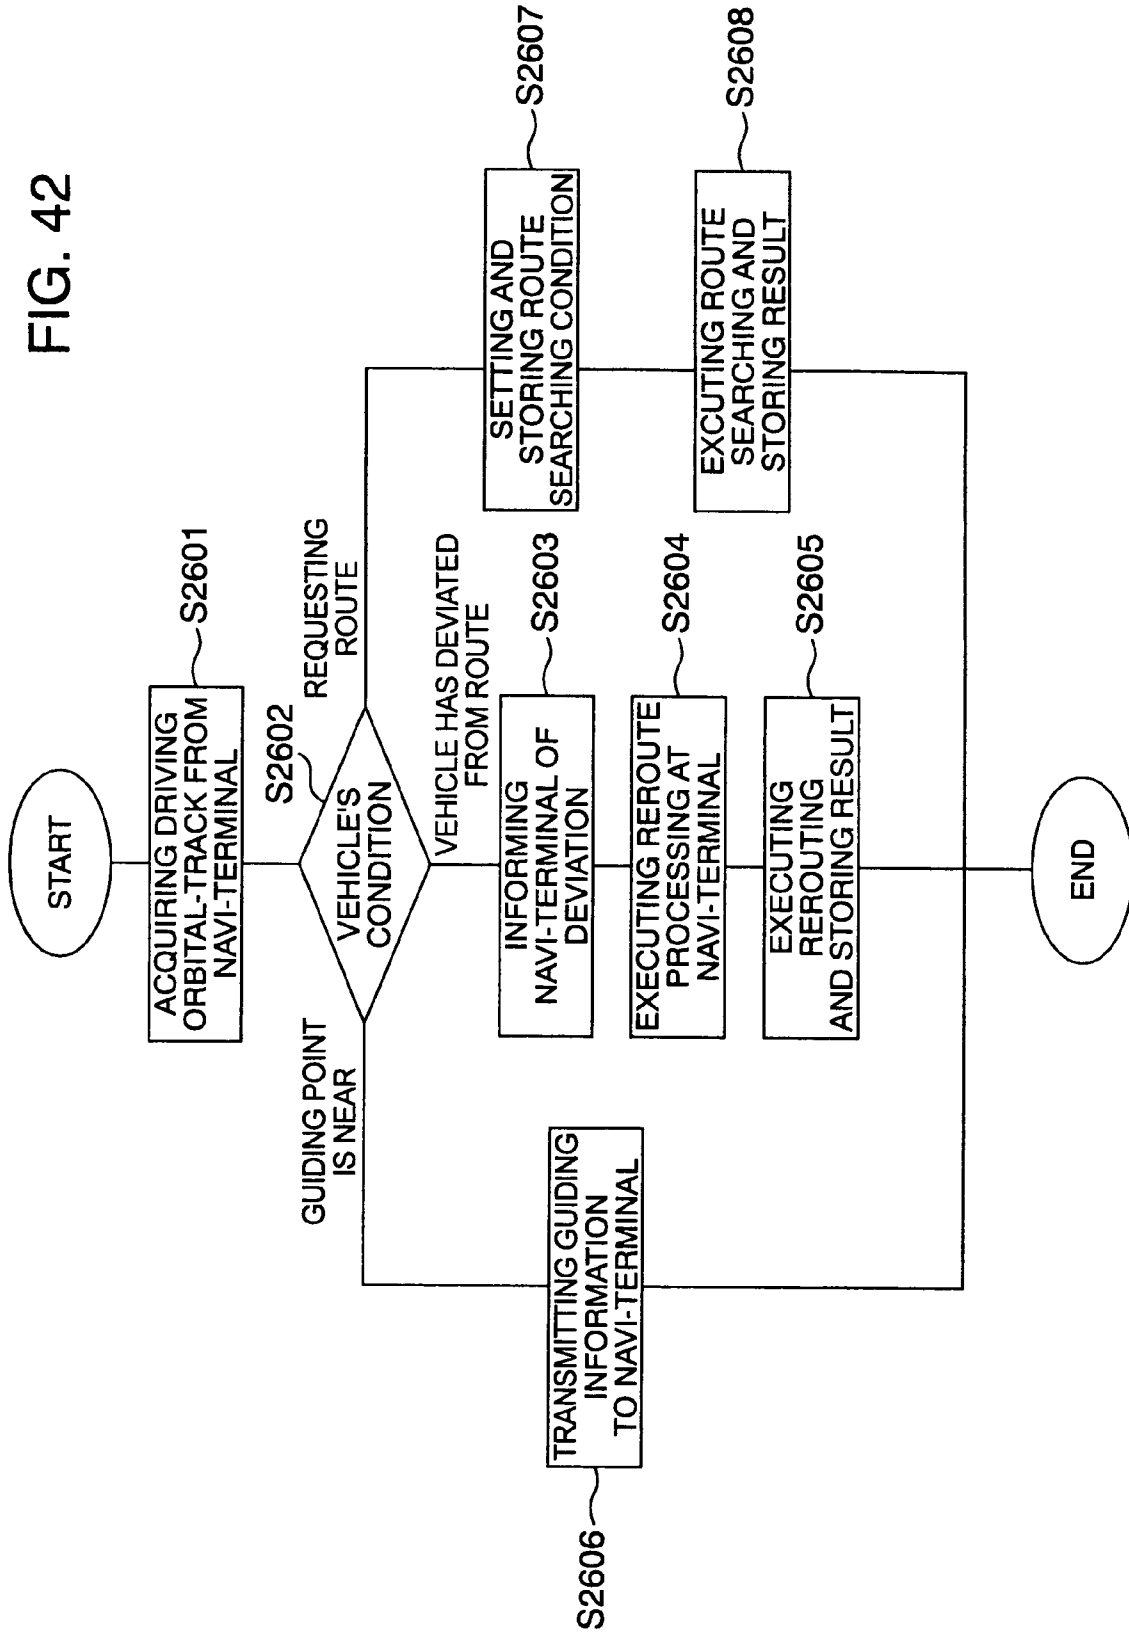 FIG. 42
START
ACQUIRING DRIVING
ORBITAL-TRACK FROM
NAVI-TERMINAL
S2601
S2602
VEHICLE'S
CONDITION
GUIDING POINT
IS NEAR
REQUESTING
ROUTE
VEHICLE HAS DEVIATED
FROM ROUTE
TRANSMITTING GUIDING
INFORMATION
TO NAVI-TERMINAL
S2606
INFORMING
NAVI-TERMINAL OF
DEVIATION
S2603
EXECUTING REROUTE
PROCESSING AT
NAVI-TERMINAL
S2604
EXECUTING
REROUTING
AND STORING RESULT
S2605
SETTING AND
STORING ROUTE
SEARCHING CONDITION
S2607
EXCUTING ROUTE
SEARCHING AND
STORING RESULT
S2608
END